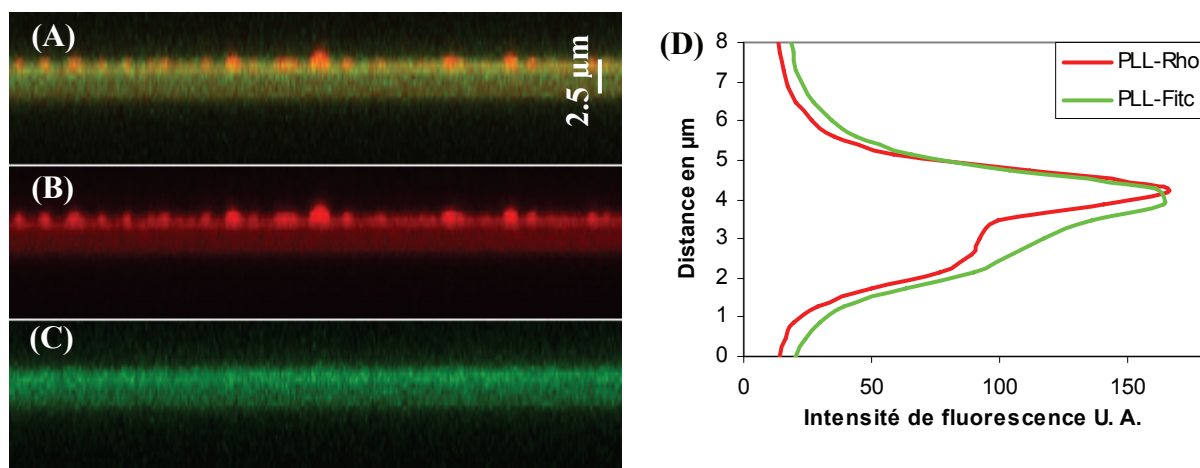 (A)
2.5 µm
(B)
(C)
(D)
8
7
6
5
4
3
2
1
0
Distance en µm
PLL-Rho
PLL-Fitc
0 50 100 150
Intensité de fluorescence U. A.